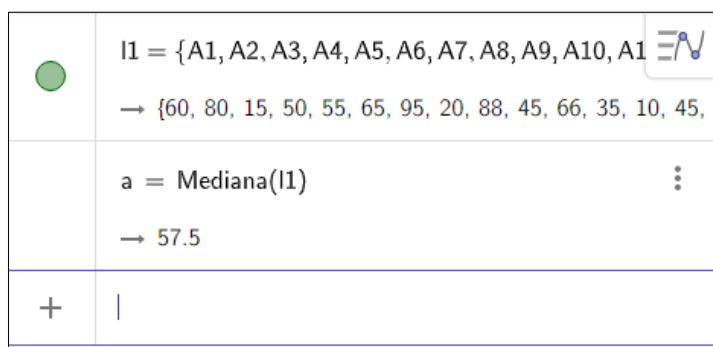 l1 = {A1, A2, A3, A4, A5, A6, A7, A8, A9, A10, A1
→ {60, 80, 15, 50, 55, 65, 95, 20, 88, 45, 66, 35, 10, 45,
a = Mediana(l1)
→ 57.5
+